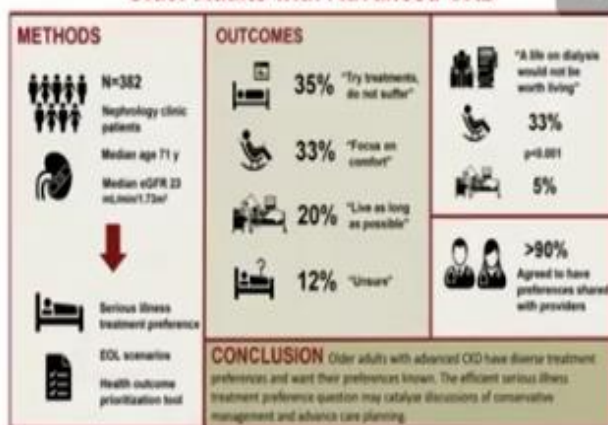 Older Adults with Advanced CKD
METHODS
N=382
Nephrology clinic
patients
Median age 71 y
Median eGFR 23
mL/min/1.73m²
Serious illness
treatment preference
EOL scenarios
Health outcome
prioritization tool
OUTCOMES
35% "Try treatments,
do not suffer"
33% "Focus on
comfort"
20% "Live as long
as possible"
12% "Unsure"
"A life on dialysis
would not be
worth living"
33%
p<0.001
5%
>90%
Agreed to have
preferences shared
with providers
CONCLUSION Older adults with advanced CKD have diverse treatment
preferences and want their preferences known. The efficient serious illness
treatment preference question may catalyse discussions of conservative
management and advance care planning.